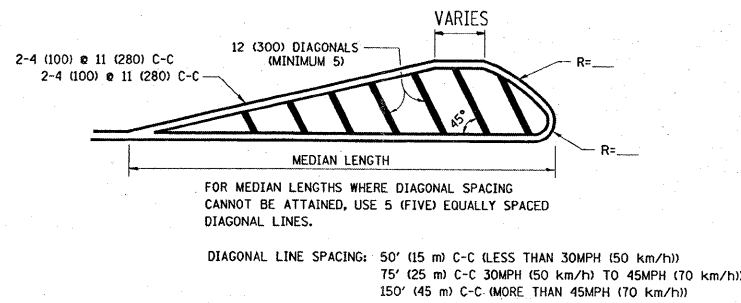 VARIES
12 (300) DIAGONALS
(MINIMUM 5)
2-4 (100) @ 11 (280) C-C
2-4 (100) @ 11 (280) C-C
R=___
45°
R=___
MEDIAN LENGTH
FOR MEDIAN LENGTHS WHERE DIAGONAL SPACING
CANNOT BE ATTAINED, USE 5 (FIVE) EQUALLY SPACED
DIAGONAL LINES.
DIAGONAL LINE SPACING: 50' (15 m) C-C (LESS THAN 30MPH (50 km/h))
75' (25 m) C-C 30MPH (50 km/h) TO 45MPH (70 km/h))
150' (45 m) C-C (MORE THAN 45MPH (70 km/h))